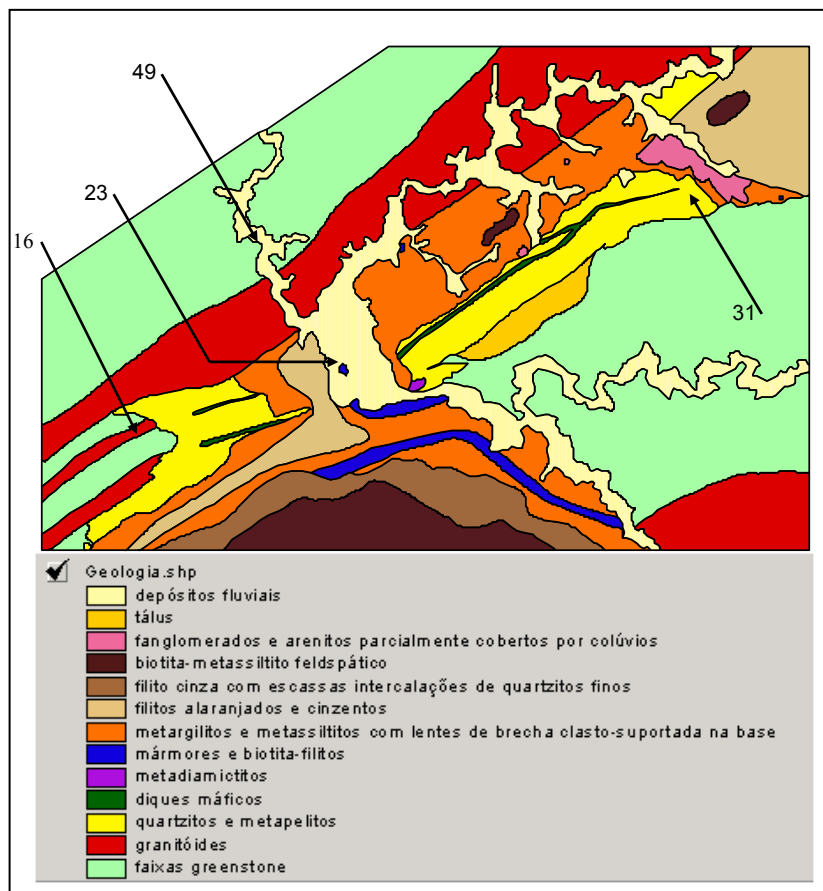 49
23
16
31
Geologia.shp
depósitos fluviais
tálus
fanglomerados e arenitos parcialmente cobertos por colúvios
biotita-metassiltito feldspático
filito cinza com escassas intercalações de quartzitos finos
filitos alaranjados e cinzentos
metargilitos e metassiltitos com lentes de brecha clasto-suportada na base
mármores e biotita-filitos
metadiamictitos
diques máficos
quartzitos e metapelitos
granitóides
faixas greenstone